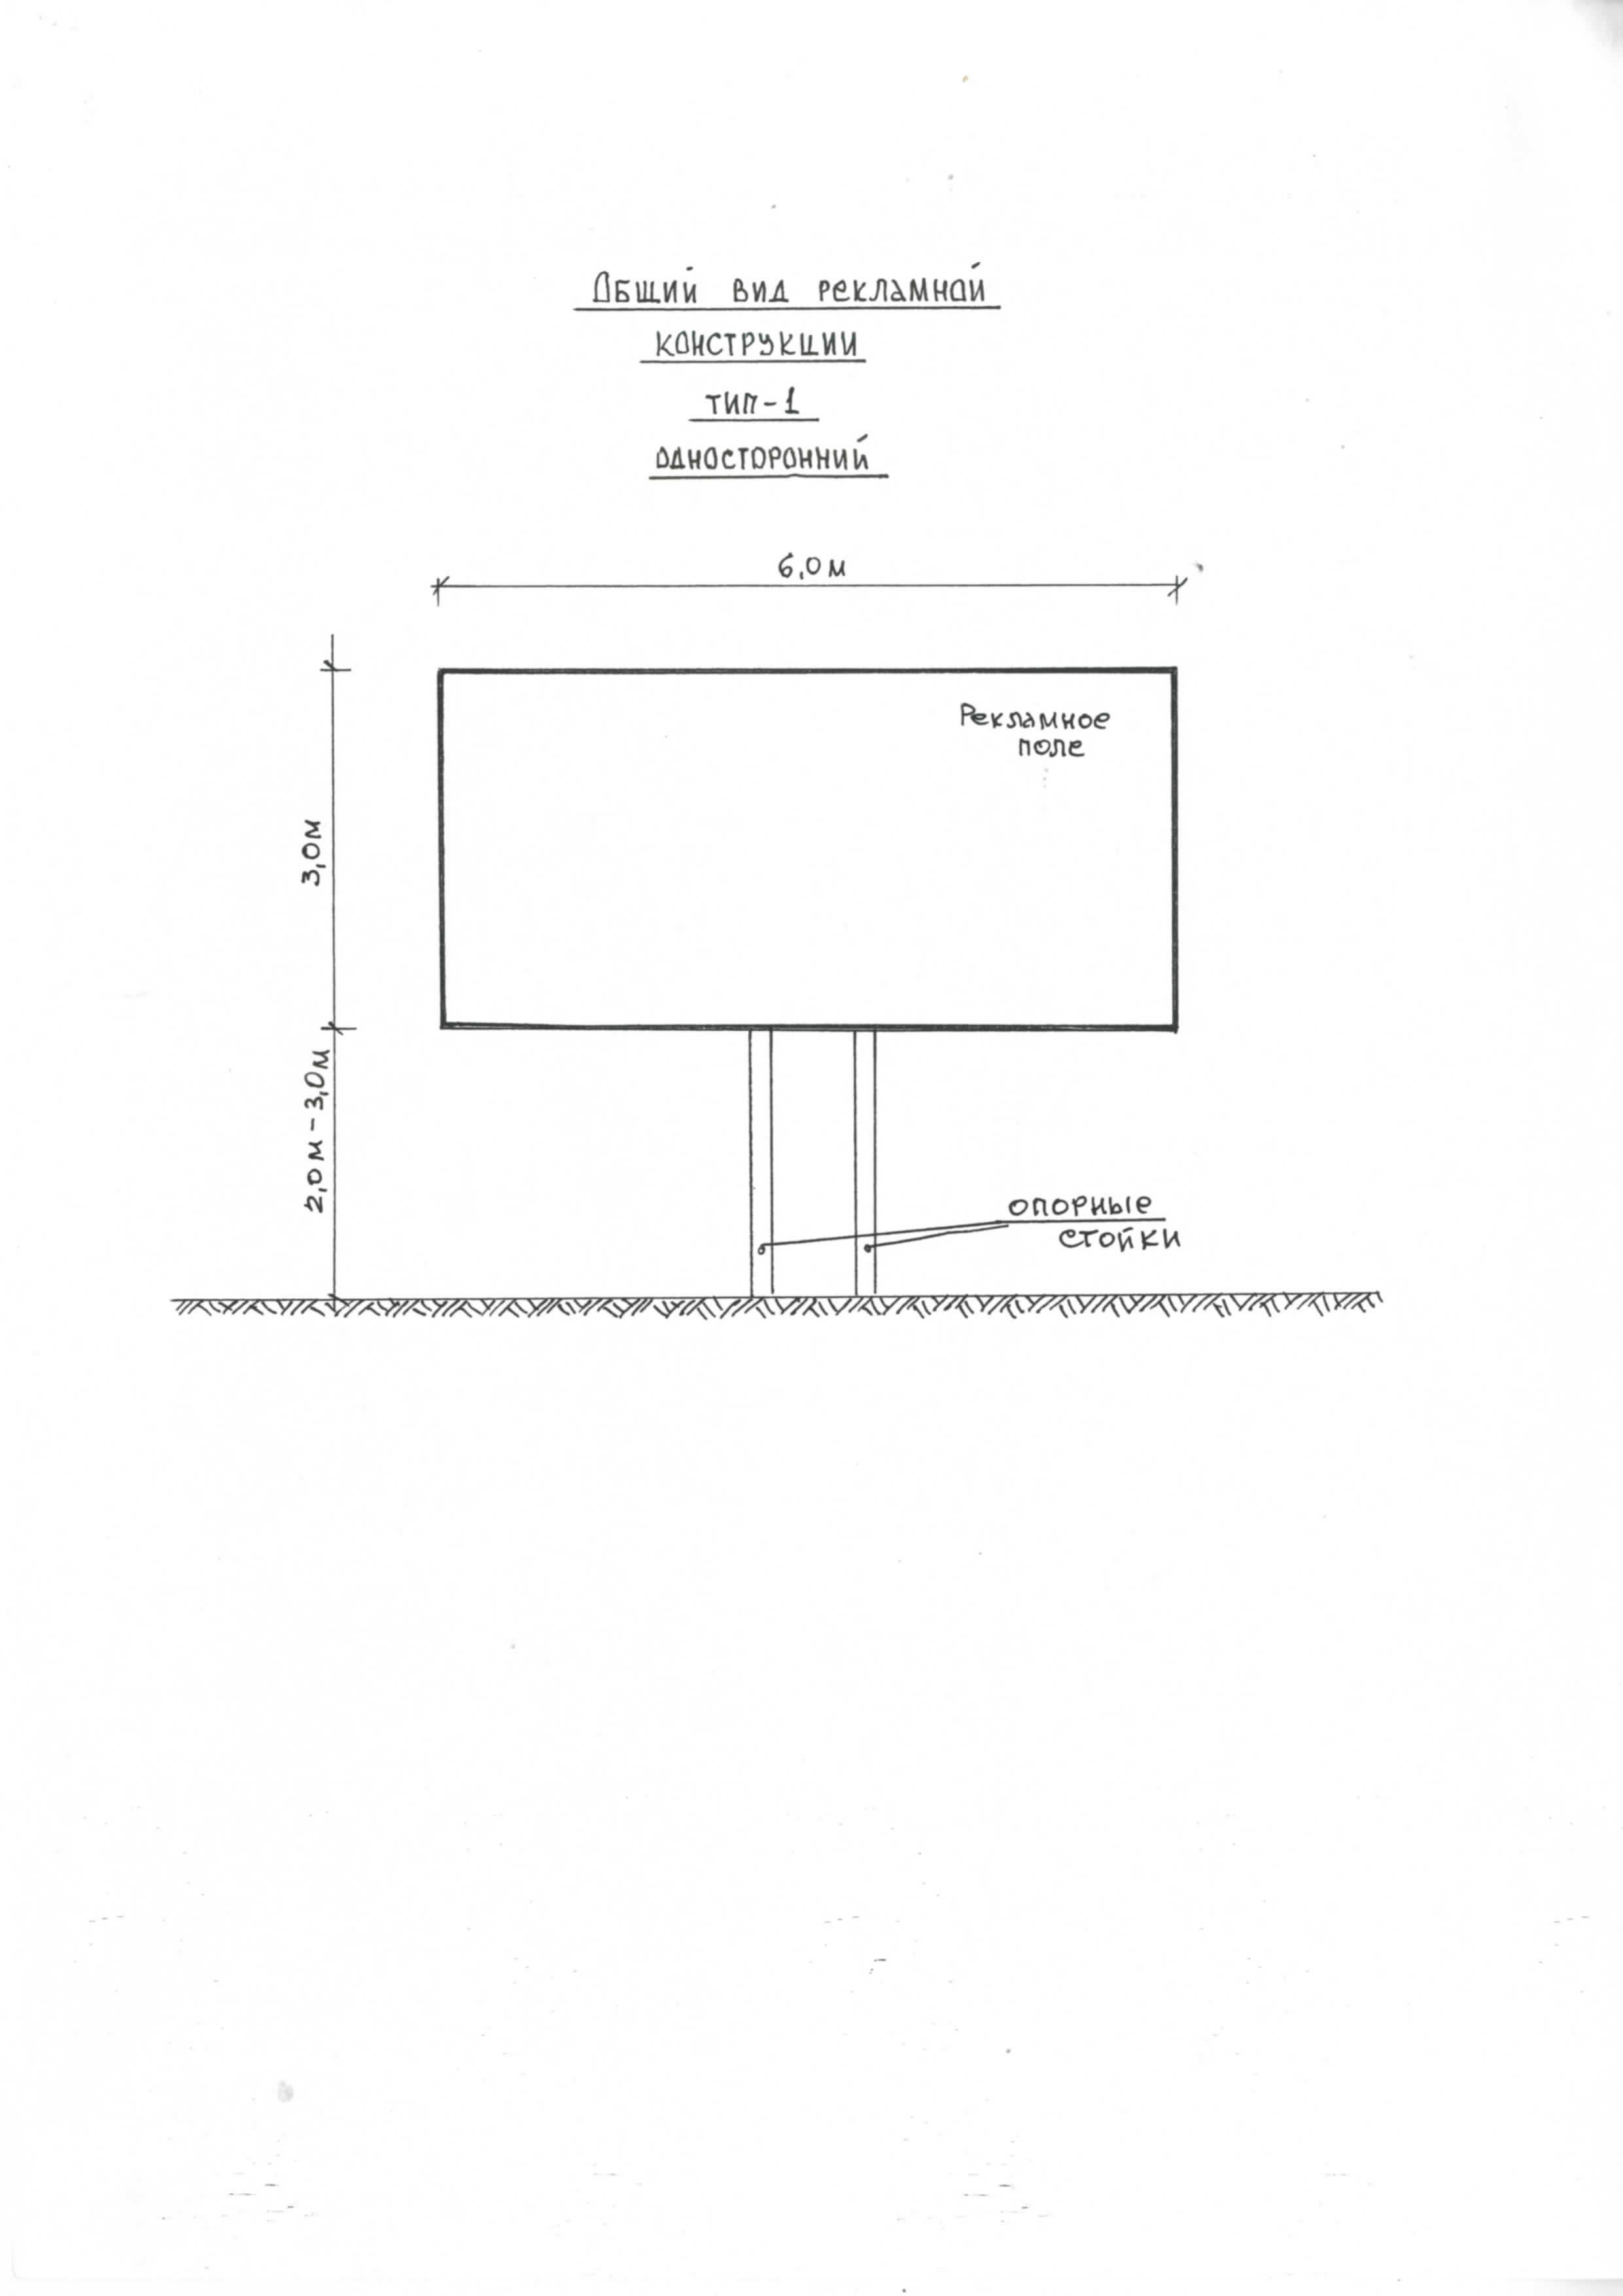 Общий вид рекламной
конструкции
тип-1
односторонний
6,0м
Рекламное
поле
3,0м
2,0м-3,0м
опорные
стойки